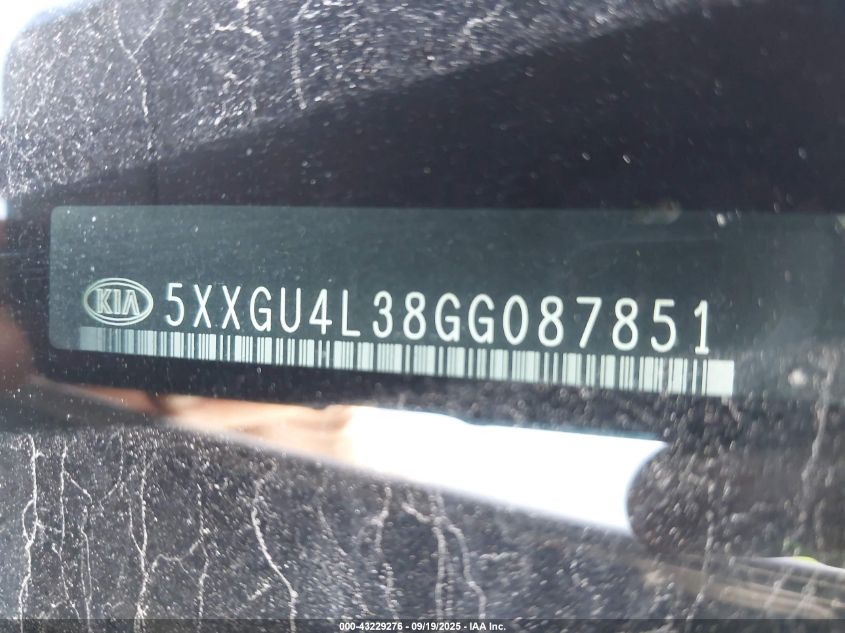 KIA 5XXGU4L38GG087851
000-43229276 - 09/19/2025 - IAA Inc.